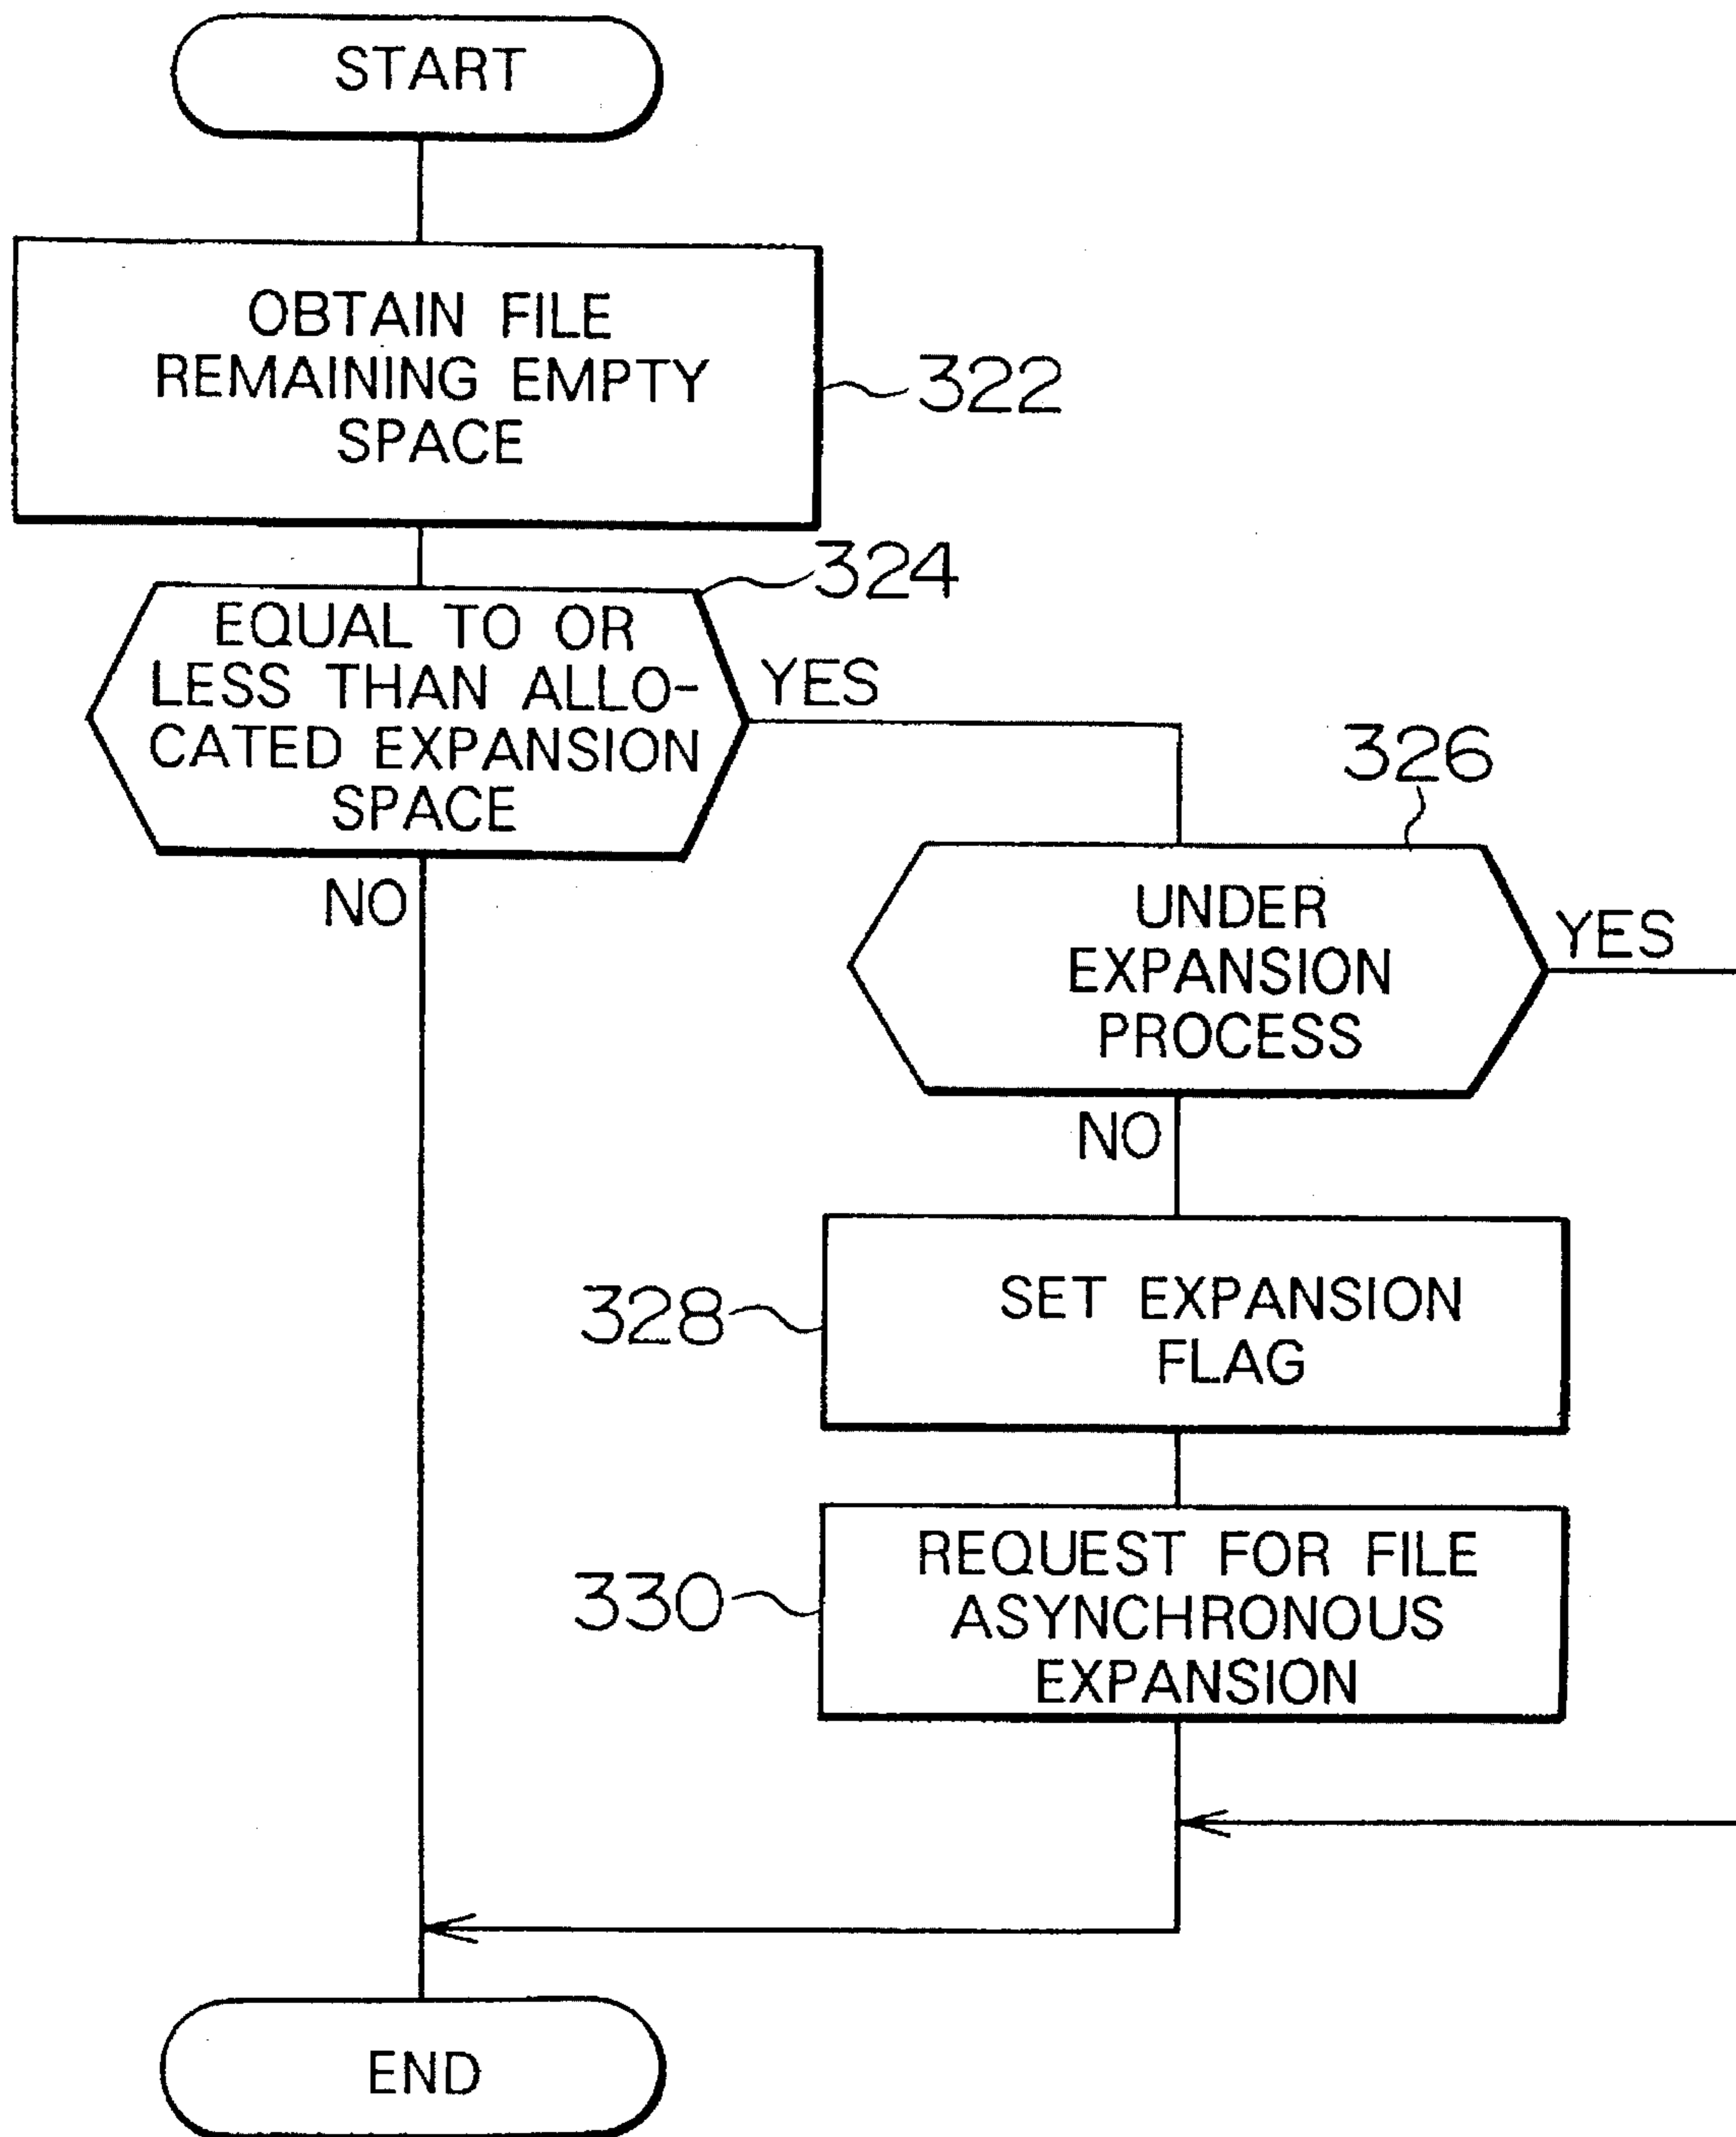 START
OBTAIN FILE
REMAINING EMPTY
SPACE
322
324
EQUAL TO OR
LESS THAN ALLO-
CATED EXPANSION
SPACE
YES
NO
326
UNDER
EXPANSION
PROCESS
YES
NO
328
SET EXPANSION
FLAG
330
REQUEST FOR FILE
ASYNCHRONOUS
EXPANSION
END